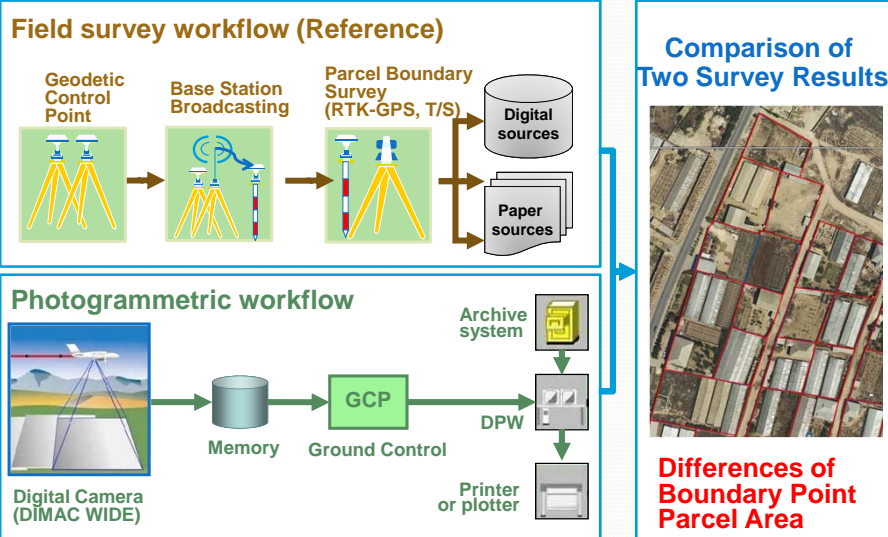 Field survey workflow (Reference)
Geodetic
Control
Point
Base Station
Broadcasting
Parcel Boundary
Survey
(RTK-GPS, T/S)
Digital
sources
Paper
sources
Photogrammetric workflow
Digital Camera
(DIMAC WIDE)
Memory
GCP
Ground Control
Archive
system
DPW
Printer
or plotter
Comparison of
Two Survey Results
Differences of
Boundary Point
Parcel Area